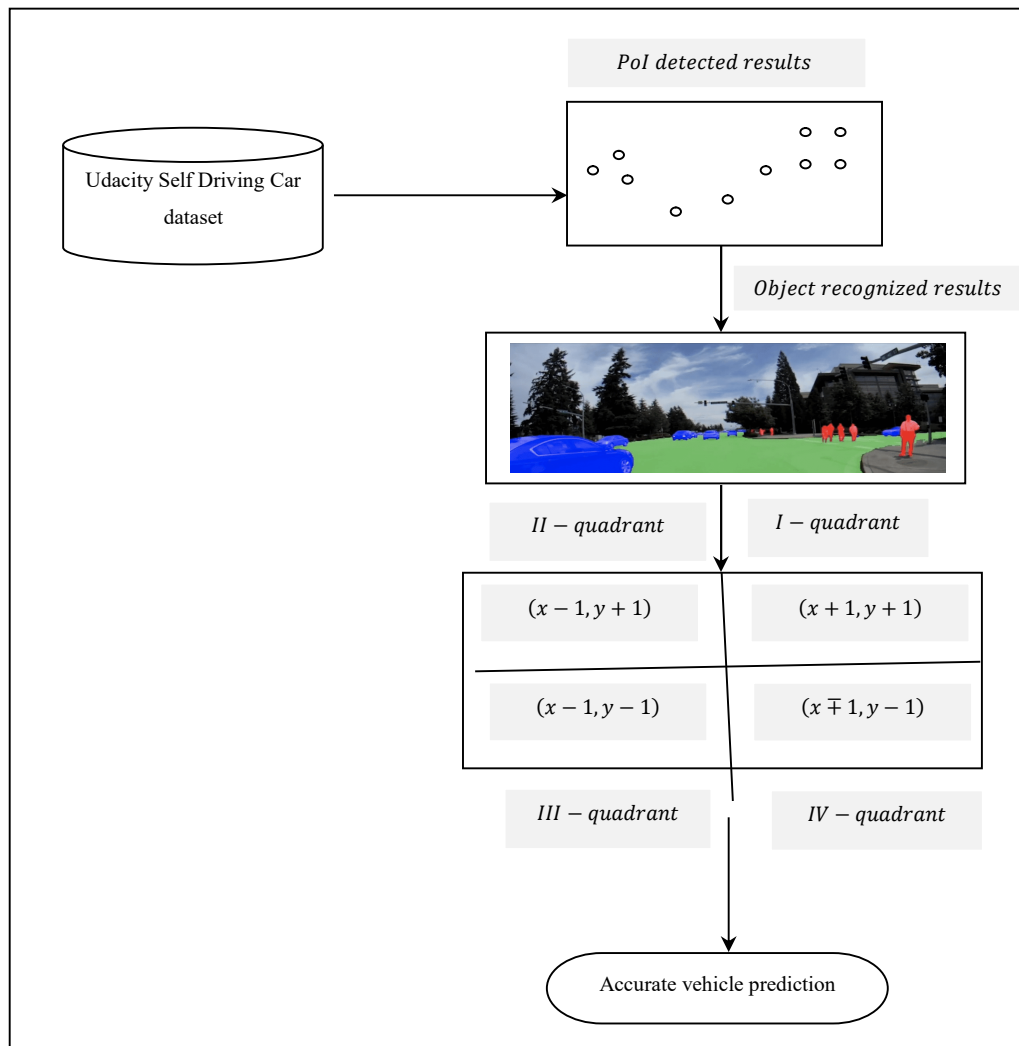 PoI detected results
Udacity Self Driving Car
dataset
Object recognized results
II − quadrant
I − quadrant
(x − 1, y + 1)
(x + 1, y + 1)
(x − 1, y − 1)
(x ∓ 1, y − 1)
III − quadrant
IV − quadrant
Accurate vehicle prediction